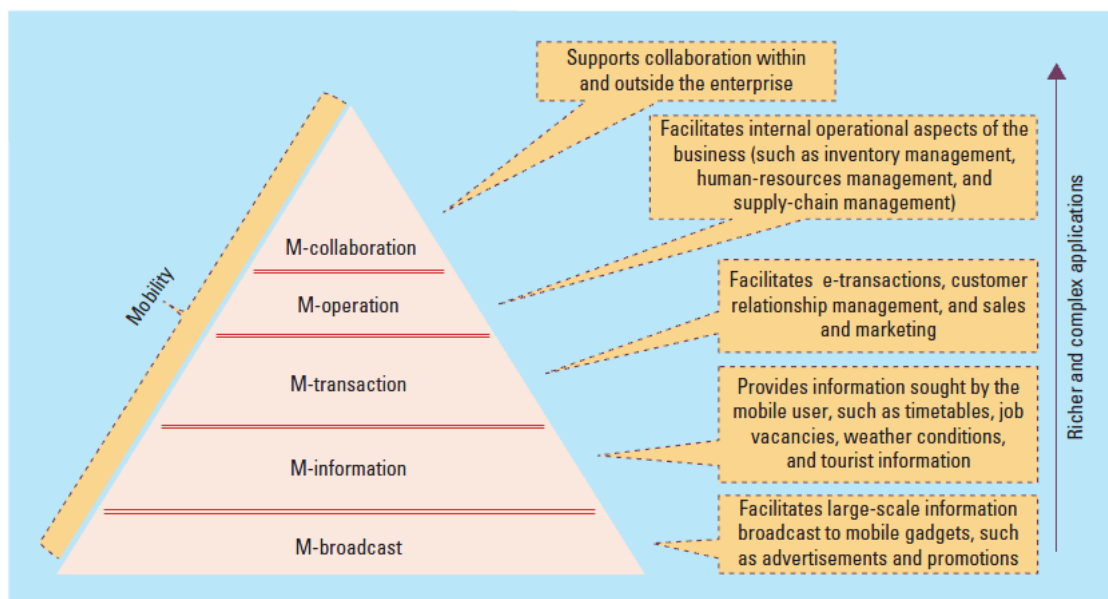 Supports collaboration within
and outside the enterprise
Facilitates internal operational aspects of the
business (such as inventory management,
human-resources management, and
supply-chain management)
M-collaboration
M-operation
Facilitates e-transactions, customer
relationship management, and sales
and marketing
M-transaction
Provides information sought by the
mobile user, such as timetables, job
vacancies, weather conditions,
and tourist information
M-information
Facilitates large-scale information
broadcast to mobile gadgets, such
as advertisements and promotions
M-broadcast
Mobility
Richer and complex applications